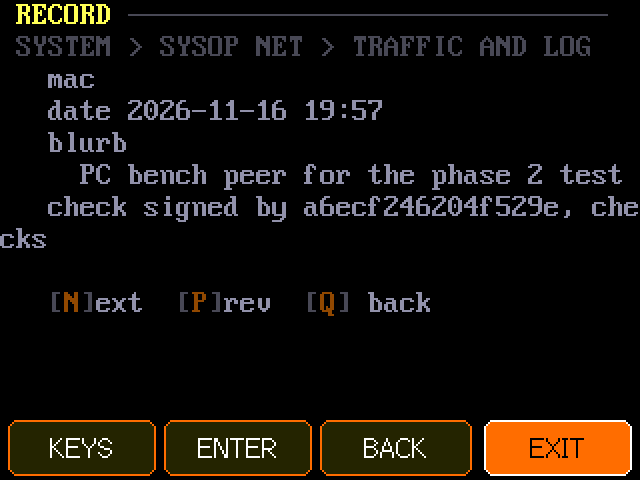 RECORD
SYSTEM > SYSOP NET > TRAFFIC AND LOG
mac
date 2026-11-16 19:57
blurb
PC bench peer for the phase 2 test
check signed by a6ecf246204f529e, che
cks
[N]ext [P]rev [Q] back
KEYS ENTER BACK EXIT